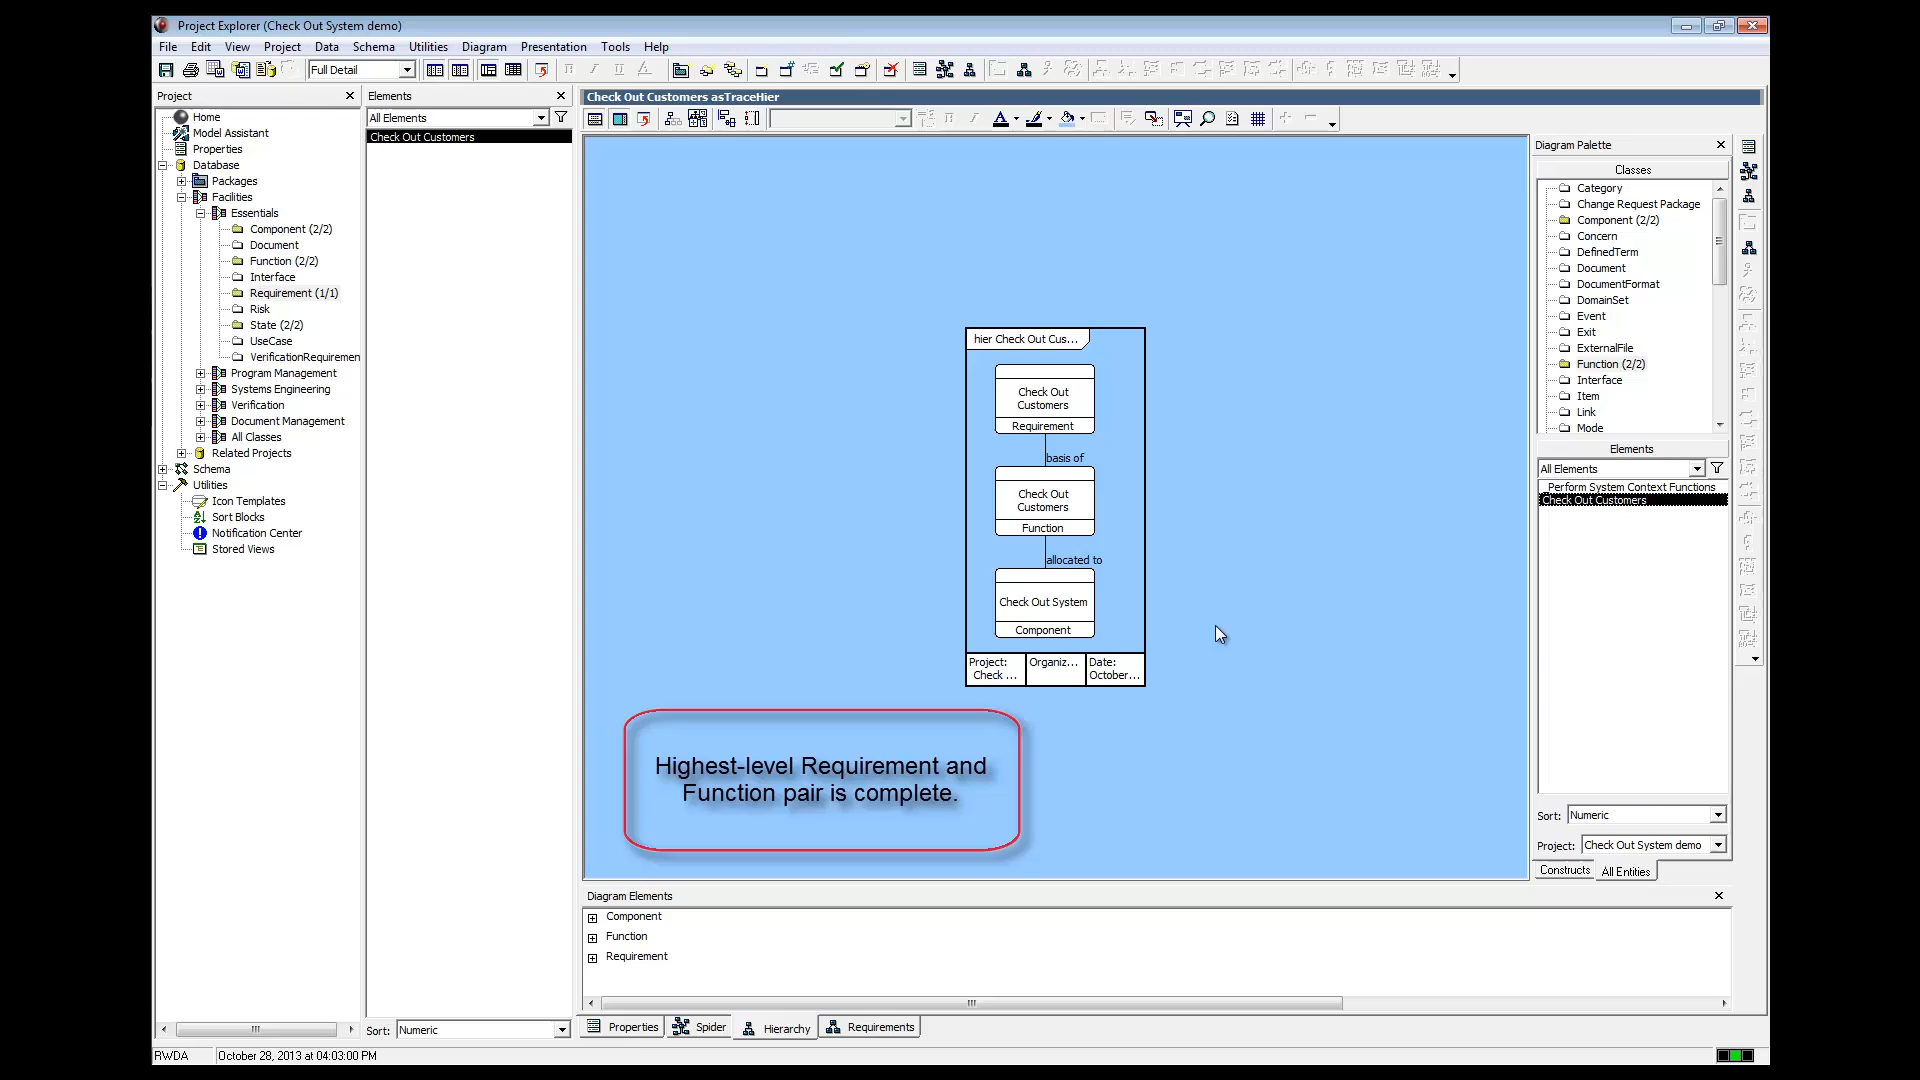 Project Explorer (Check Out System demo)
File Edit View Project Data Schema Utilities Diagram Presentation Tools Help
Full Detail
Project
Home
Model Assistant
Properties
Database
Packages
Facilities
Essentials
Component (2/2)
Document
Function (2/2)
Interface
Requirement (1/1)
Risk
State (2/2)
UseCase
VerificationRequiremen
Program Management
Systems Engineering
Verification
Document Management
All Classes
Related Projects
Schema
Utilities
Icon Templates
Sort Blocks
Notification Center
Stored Views
Elements
All Elements
Check Out Customers
Sort: Numeric
Check Out Customers asTraceHier
hier Check Out Cus...
Check Out
Customers
Requirement
basis of
Check Out
Customers
Function
allocated to
Check Out System
Component
Project:
Check ...
Organiz...
Date:
October...
Highest-level Requirement and
Function pair is complete.
Diagram Palette
Classes
Category
Change Request Package
Component (2/2)
Concern
DefinedTerm
Document
DocumentFormat
DomainSet
Event
Exit
ExternalFile
Function (2/2)
Interface
Item
Link
Mode
Elements
All Elements
Perform System Context Functions
Check Out Customers
Sort: Numeric
Project: Check Out System demo
Constructs All Entities
Diagram Elements
Component
Function
Requirement
Properties Spider Hierarchy Requirements
RWDA October 28, 2013 at 04:03:00 PM